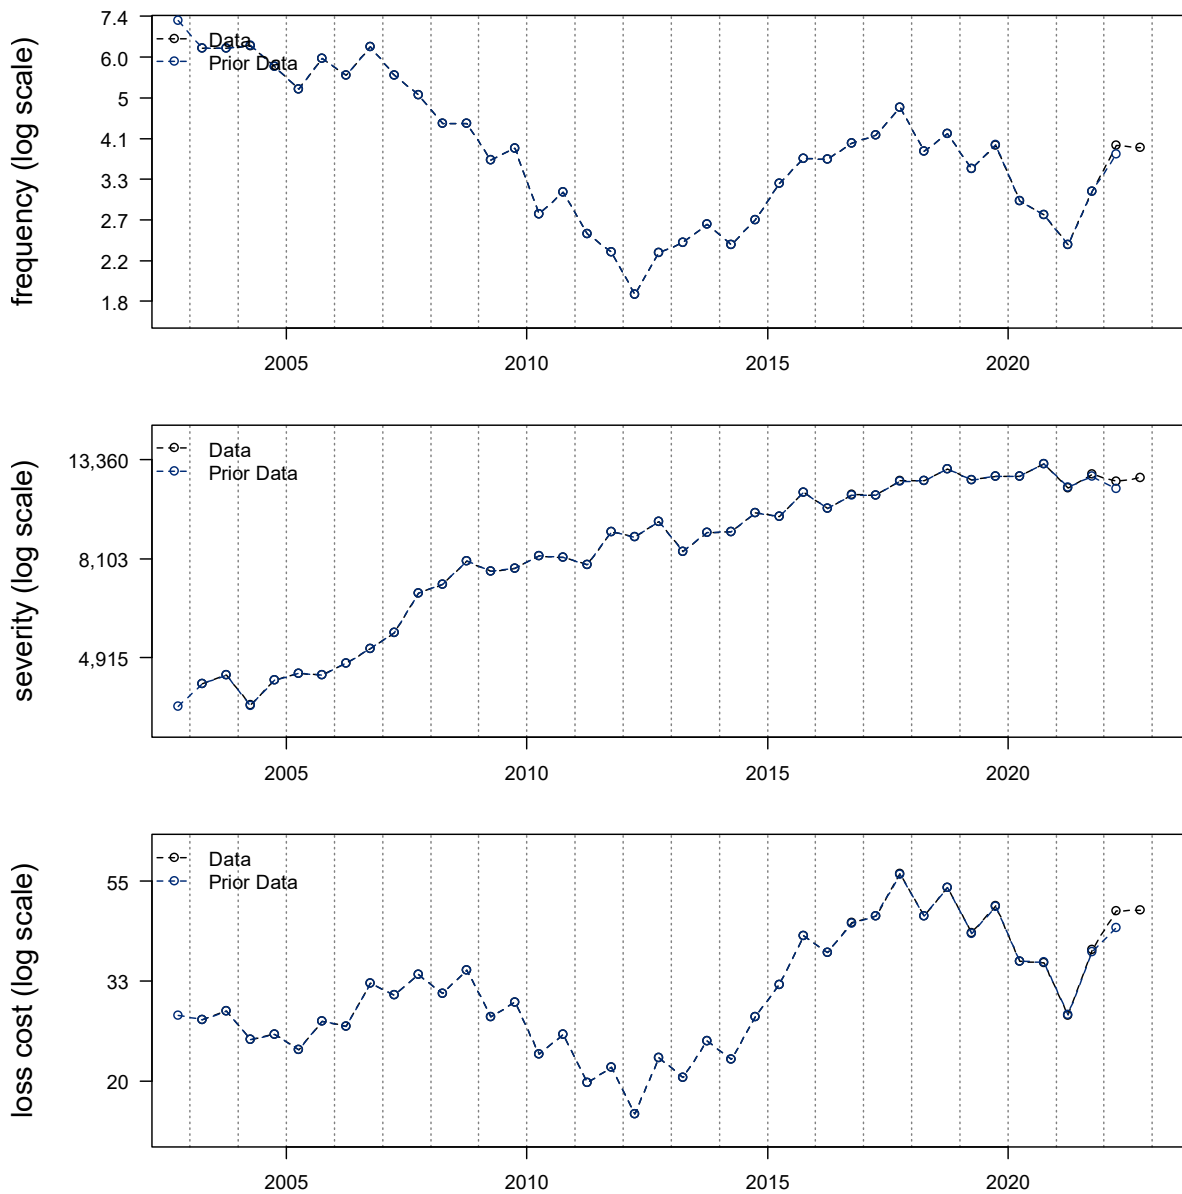 frequency (log scale)
7.4
6.0
5
4.1
3.3
2.7
2.2
1.8
Data
Prior Data
2005
2010
2015
2020
severity (log scale)
13,360
8,103
4,915
Data
Prior Data
2005
2010
2015
2020
loss cost (log scale)
55
33
20
Data
Prior Data
2005
2010
2015
2020